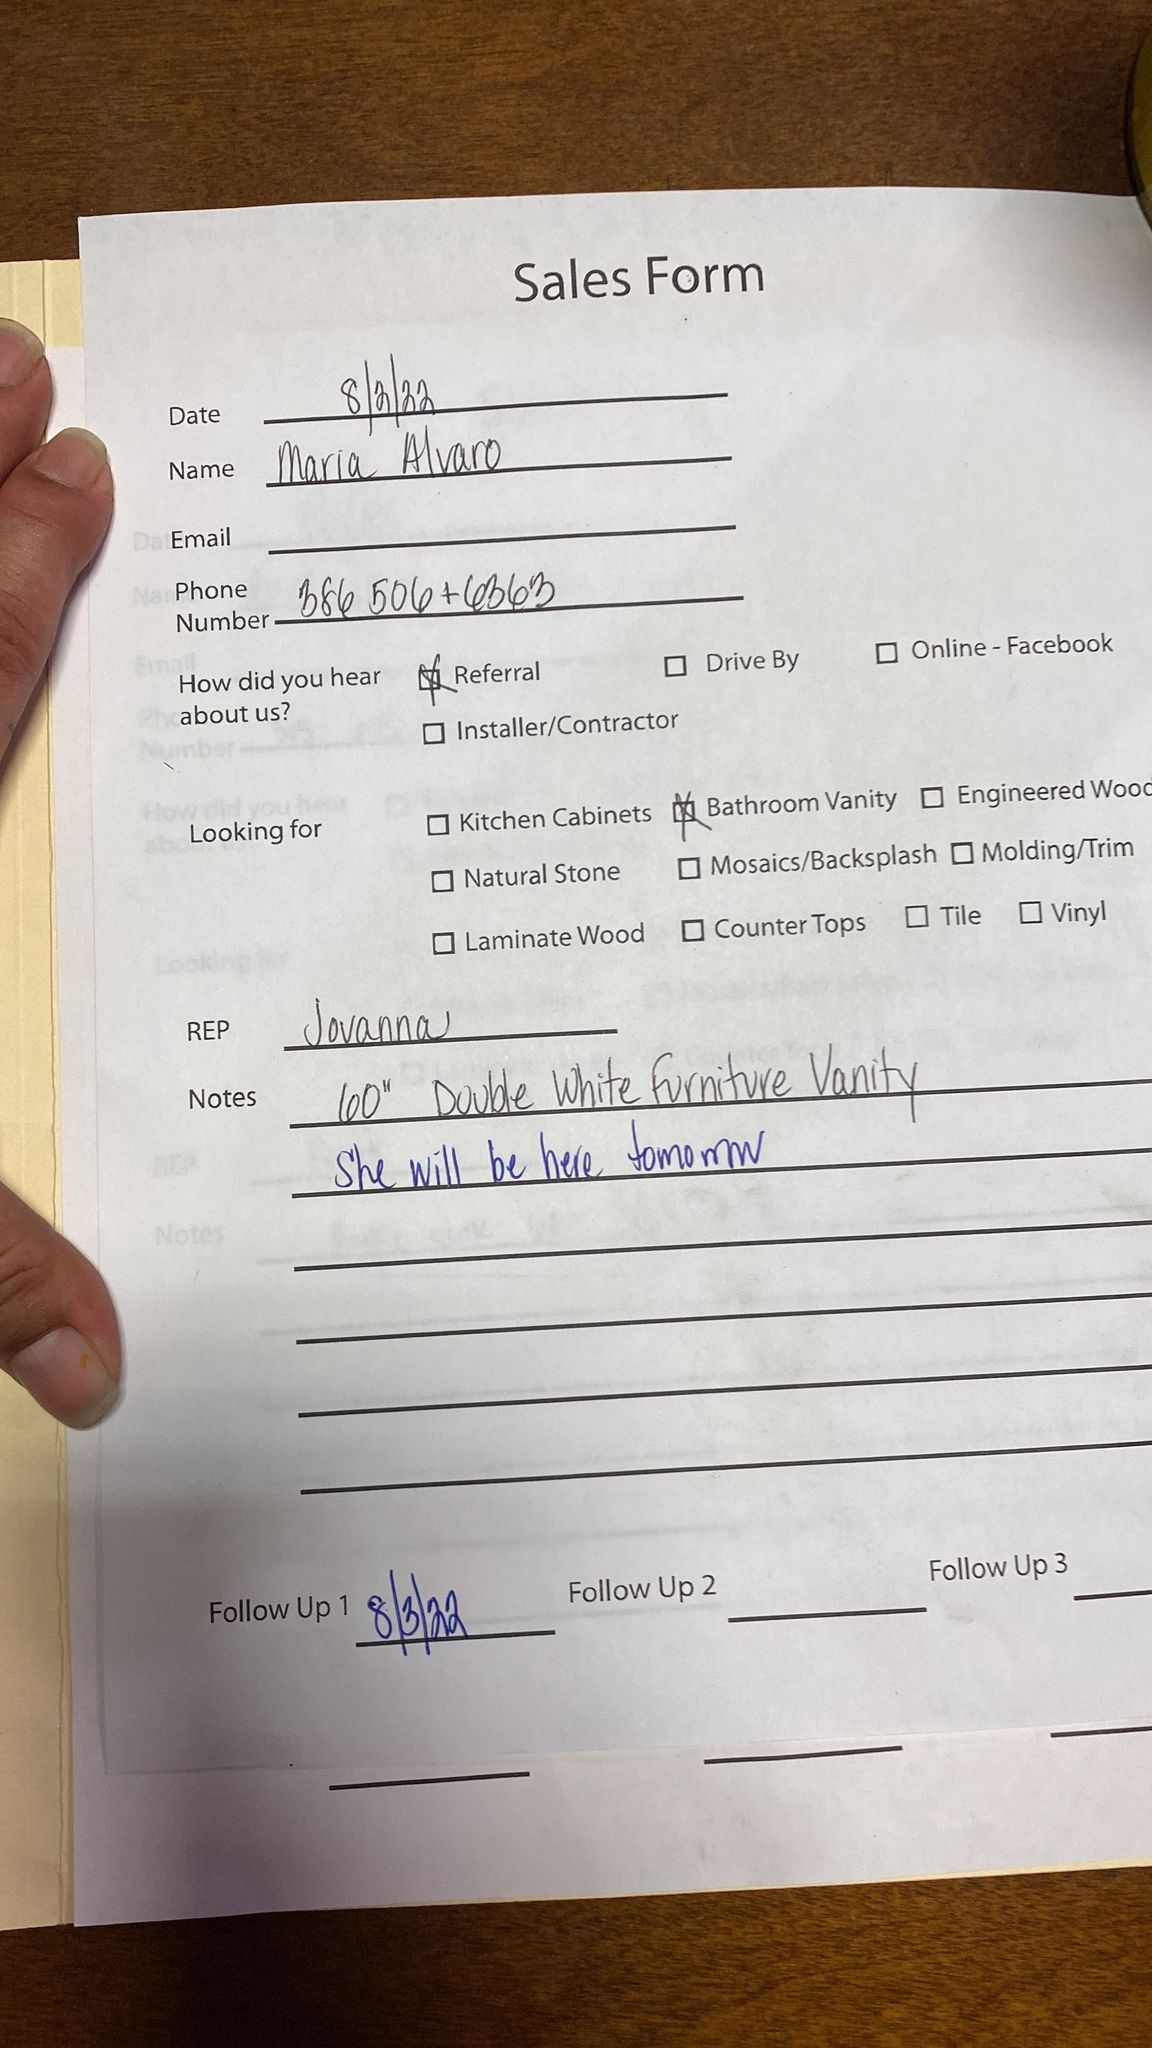 Sales Form
Date 8/2/22
Name Maria Alvaro
Email
Phone
Number 386 506+6363
How did you hear
about us?
Referral Drive By Online - Facebook
Installer/Contractor
Looking for
Kitchen Cabinets Bathroom Vanity Engineered Wood
Natural Stone Mosaics/Backsplash Molding/Trim
Laminate Wood Counter Tops Tile Vinyl
REP Jovanna
Notes 60" Double White Furniture Vanity
She will be here tomorrow
Follow Up 1 8/3/22 Follow Up 2 Follow Up 3